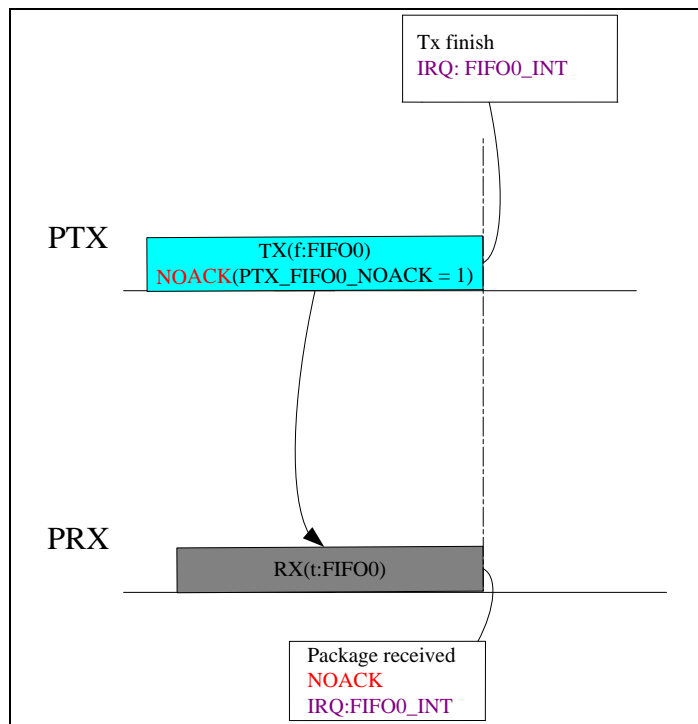 Tx finish
IRQ: FIFO0_INT
PTX
TX(f:FIFO0)
NOACK(PTX_FIFO0_NOACK = 1)
PRX
RX(t:FIFO0)
Package received
NOACK
IRQ:FIFO0_INT